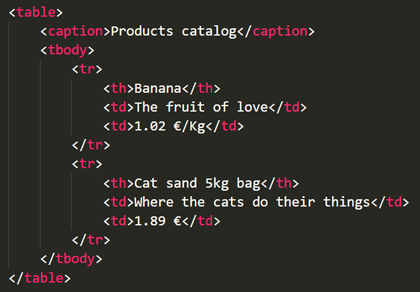 <table>
<caption>Products catalog</caption>
<tbody>
<tr>
<th>Banana</th>
<td>The fruit of love</td>
<td>1.02 €/Kg</td>
</tr>
<tr>
<th>Cat sand 5kg bag</th>
<td>Where the cats do their things</td>
<td>1.89 €</td>
</tr>
</tbody>
</table>